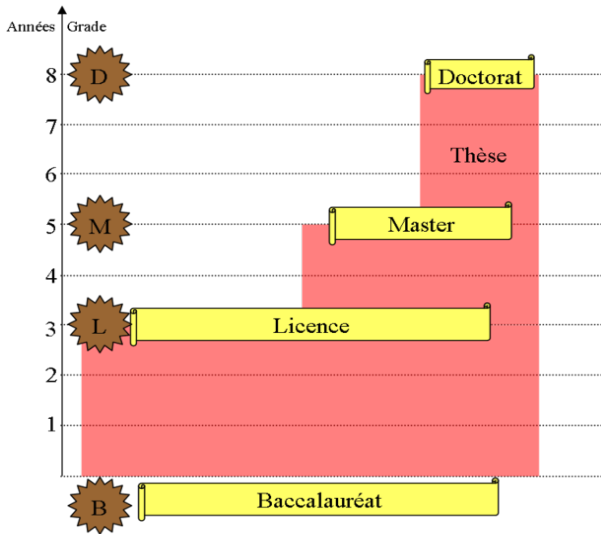 Années Grade
8 D Doctorat
7
Thèse
6
5 M Master
4
3 L Licence
2
1
B Baccalauréat